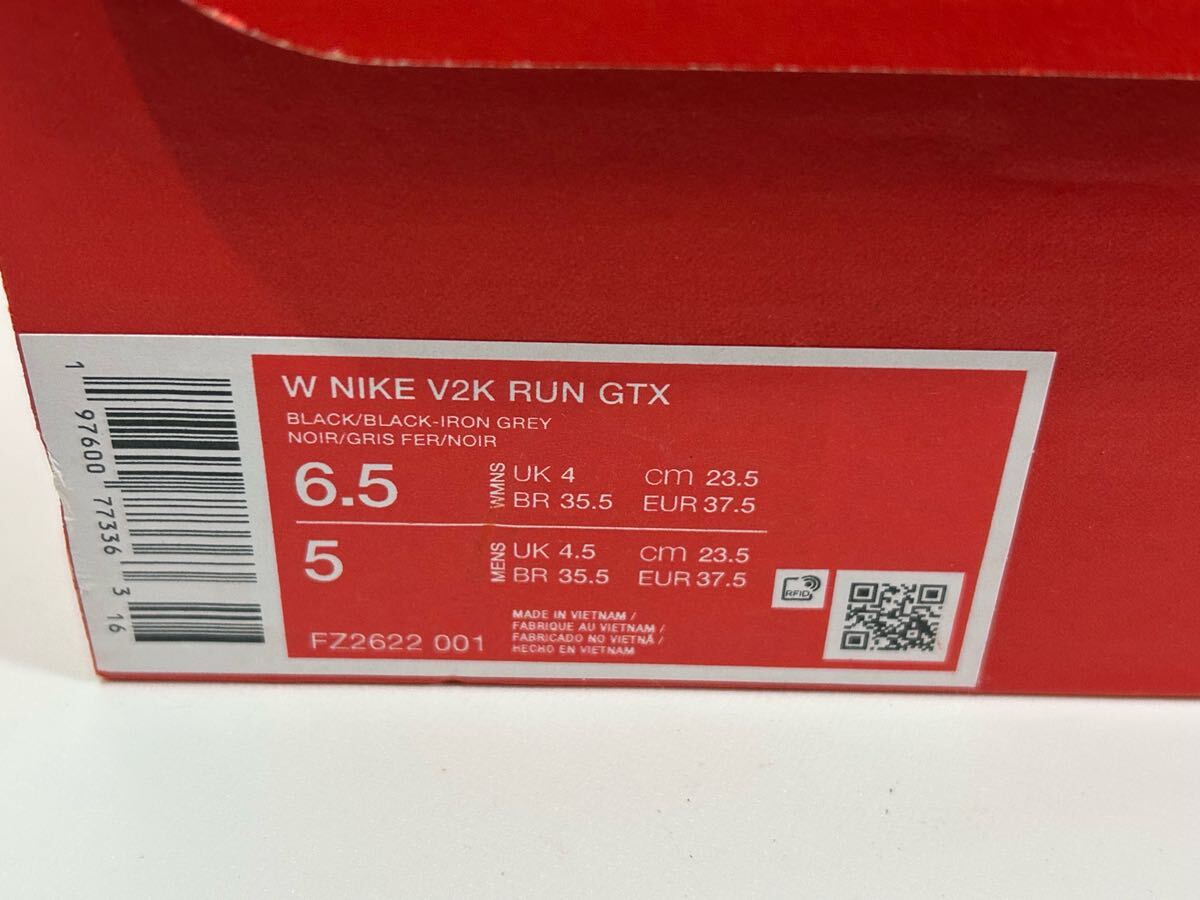 W NIKE V2K RUN GTX
BLACK/BLACK-IRON GREY
NOIR/GRIS FER/NOIR
6.5 WMNS UK 4 cm 23.5
BR 35.5 EUR 37.5
5 MENS UK 4.5 cm 23.5
BR 35.5 EUR 37.5
FZ2622 001
MADE IN VIETNAM /
FABRIQUE AU VIETNAM /
FABRICADO NO VIETNÃ /
HECHO EN VIETNAM
RFID
1 97600 77336 3 16